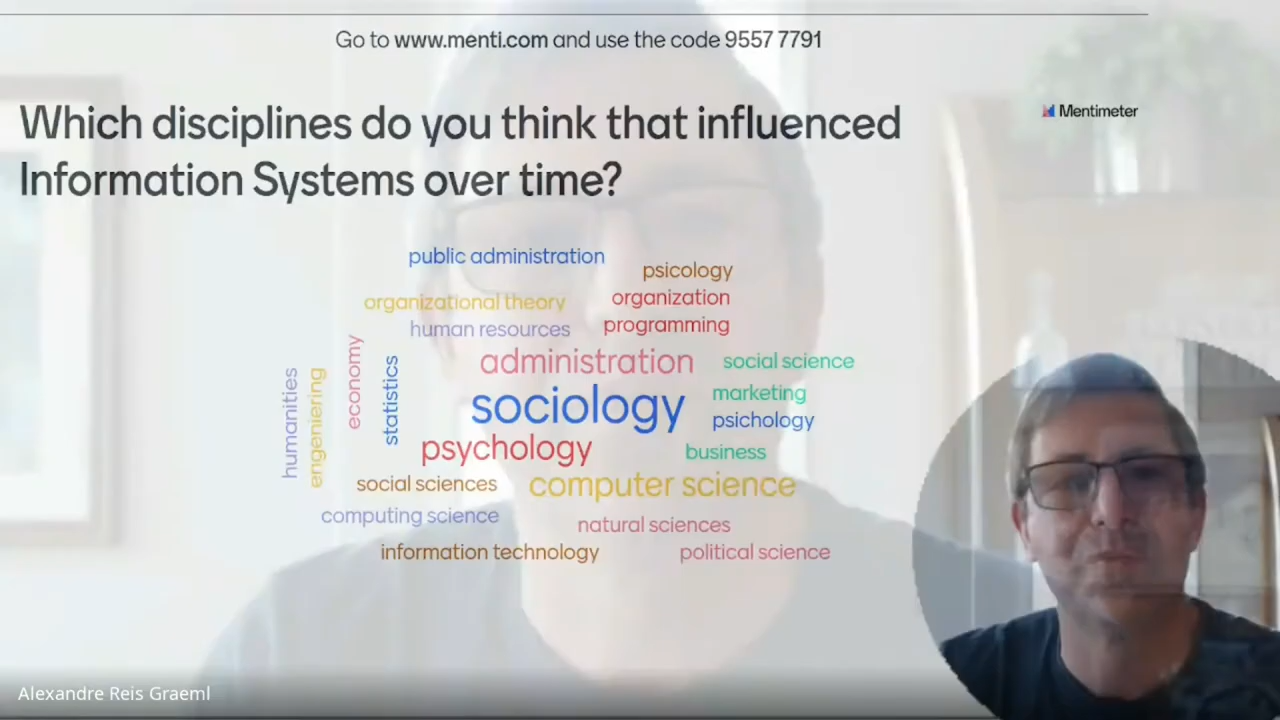 Go to www.menti.com and use the code 9557 7791
Mentimeter
Which disciplines do you think that influenced
Information Systems over time?
public administration
psicology
organizational theory
organization
human resources
programming
administration
social science
economy
statistics
humanities
engeniering
marketing
sociology
psichology
psychology
business
social sciences
computer science
computing science
natural sciences
information technology
political science
Alexandre Reis Graeml